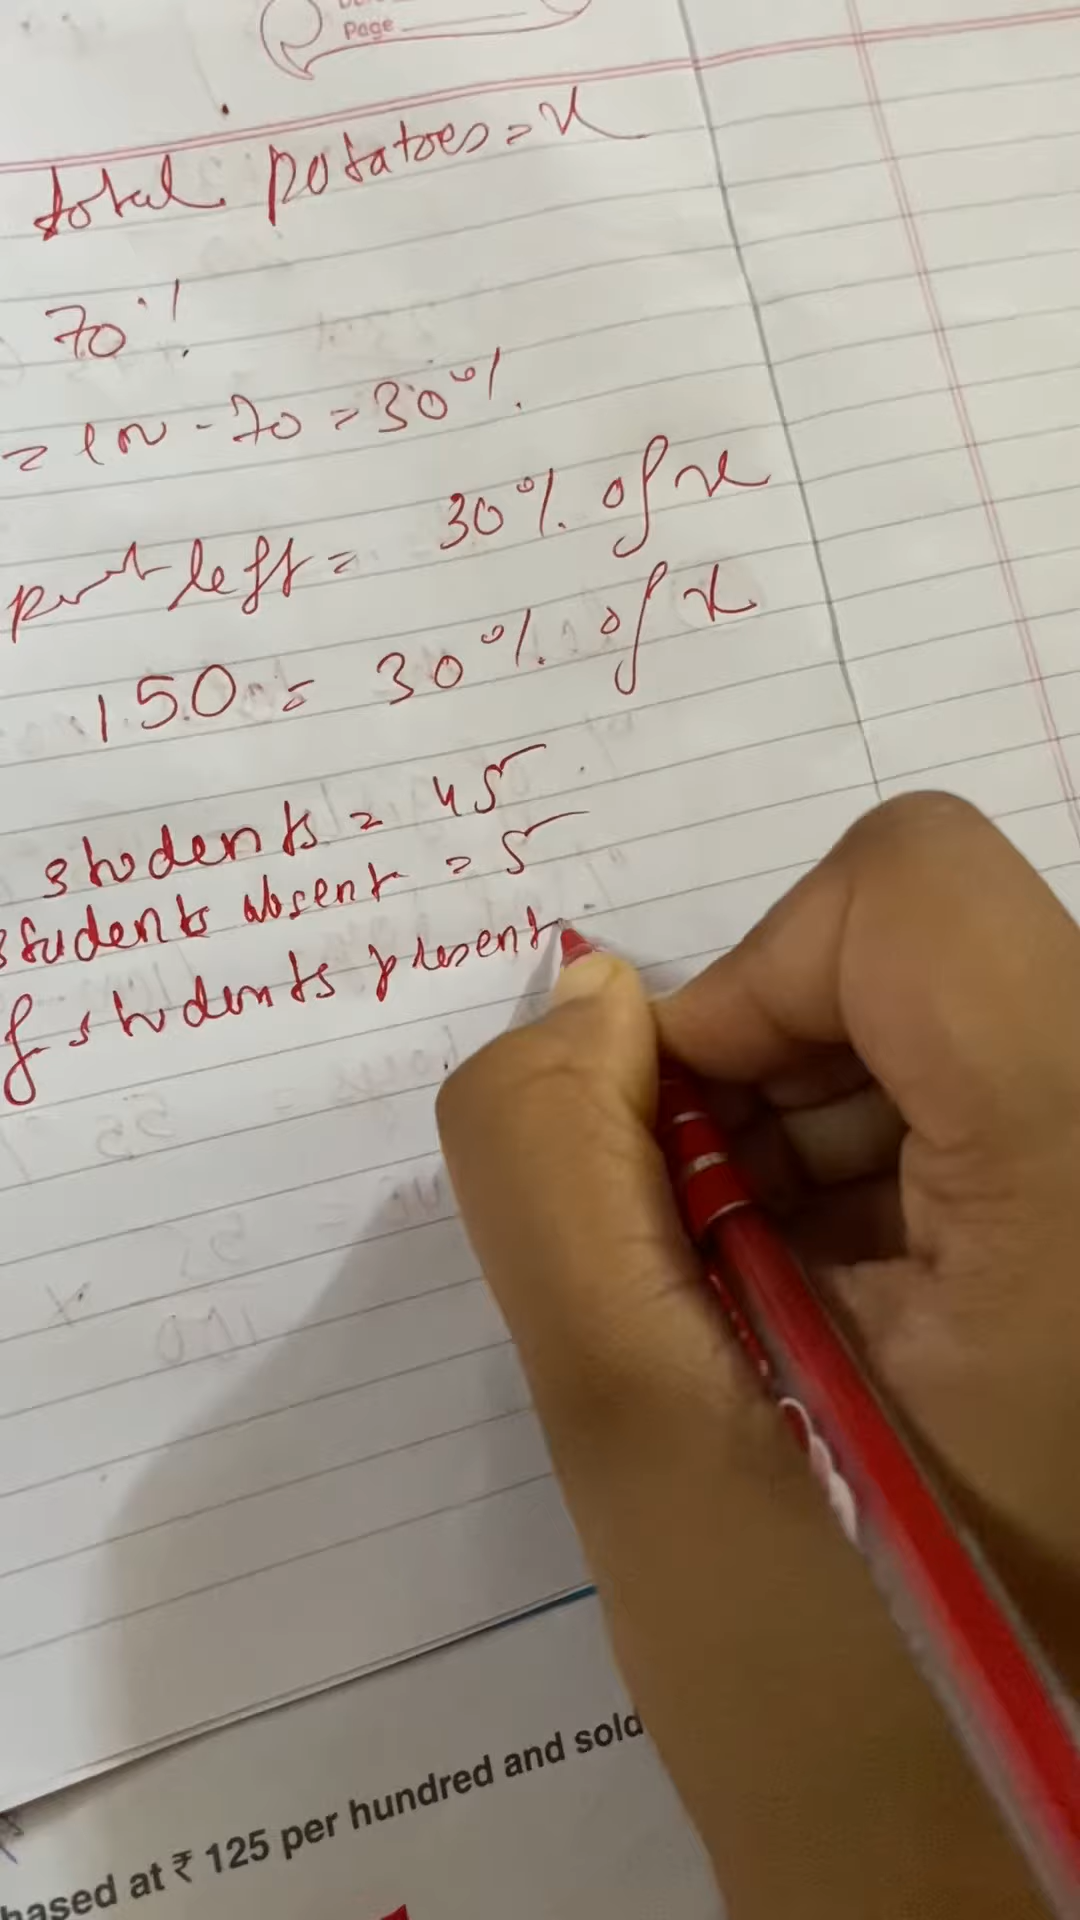 Page
total potatoes = x
70%
= 100 - 70 = 30%.
left = 30% of x
150 = 30% of x
students = 45
students absent = 5
f students present
hased at ₹ 125 per hundred and sold